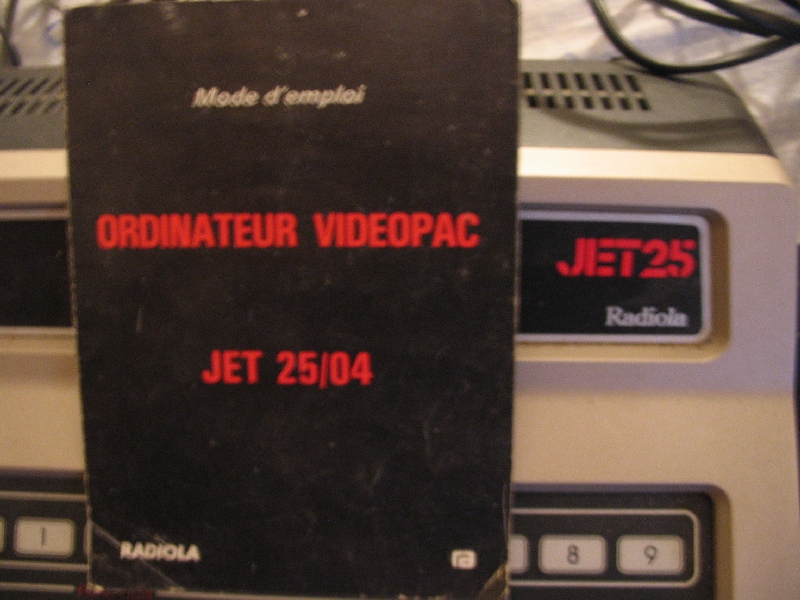 Mode d'emploi
ORDINATEUR VIDEOPAC
JET 25/04
RADIOLA
JET25
Radiola
1
8
9